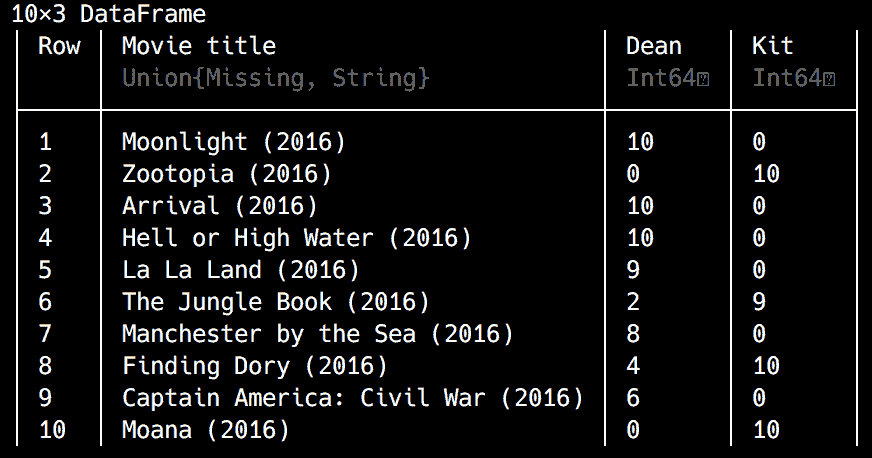 10×3 DataFrame
Row Movie title Dean Kit
Union{Missing, String} Int64⍰ Int64⍰
1 Moonlight (2016) 10 0
2 Zootopia (2016) 0 10
3 Arrival (2016) 10 0
4 Hell or High Water (2016) 10 0
5 La La Land (2016) 9 0
6 The Jungle Book (2016) 2 9
7 Manchester by the Sea (2016) 8 0
8 Finding Dory (2016) 4 10
9 Captain America: Civil War (2016) 6 0
10 Moana (2016) 0 10